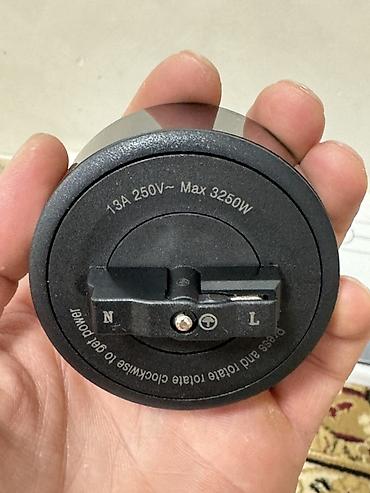 13A 250V~ Max 3250W
N L
Press and rotate rotate clockwise to get power